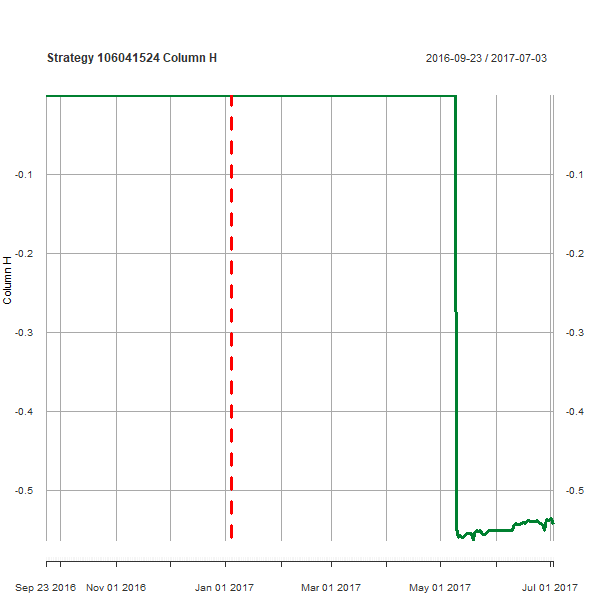 Strategy 106041524 Column H
2016-09-23 / 2017-07-03
-0.1 -0.1
-0.2 -0.2
Column H
-0.3 -0.3
-0.4 -0.4
-0.5 -0.5
Sep 23 2016 Nov 01 2016 Jan 01 2017 Mar 01 2017 May 01 2017 Jul 01 2017